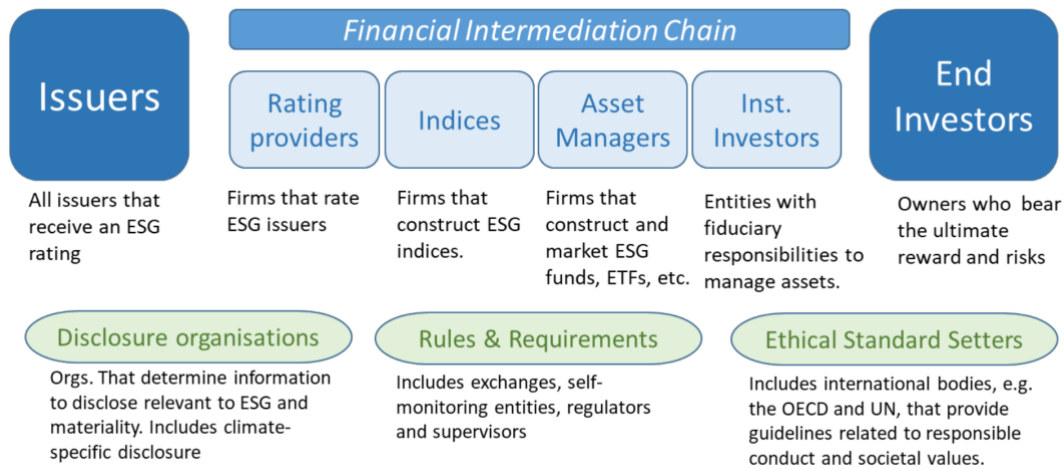 Issuers
Financial Intermediation Chain
Rating
providers
Indices
Asset
Managers
Inst.
Investors
End
Investors
All issuers that
receive an ESG
rating
Firms that rate
ESG issuers
Firms that
construct ESG
indices.
Firms that
construct and
market ESG
funds, ETFs, etc.
Entities with
fiduciary
responsibilities to
manage assets.
Owners who bear
the ultimate
reward and risks
Disclosure organisations
Orgs. That determine information
to disclose relevant to ESG and
materiality. Includes climate-
specific disclosure
Rules & Requirements
Includes exchanges, self-
monitoring entities, regulators
and supervisors
Ethical Standard Setters
Includes international bodies, e.g.
the OECD and UN, that provide
guidelines related to responsible
conduct and societal values.